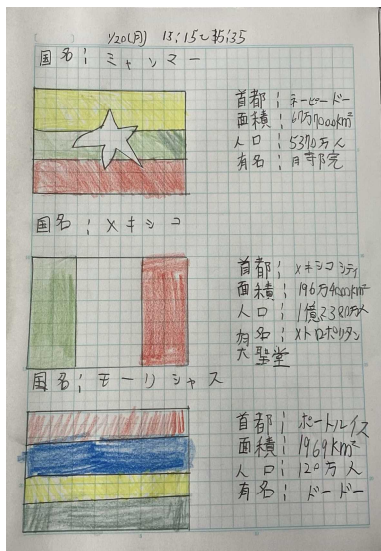 1/20(月) 13:15〜15:35
国名:ミャンマー
首都:ネーピードー
面積:67万7000km²
人口:5370万人
有名:月寺院
国名:メキシコ
首都:メキシコシティ
面積:196万4000km²
人口:1億2380万人
有名:メトロポリタン
大聖堂
国名:モーリシャス
首都:ポートルイス
面積:1969km²
人口:120万人
有名:ドードー